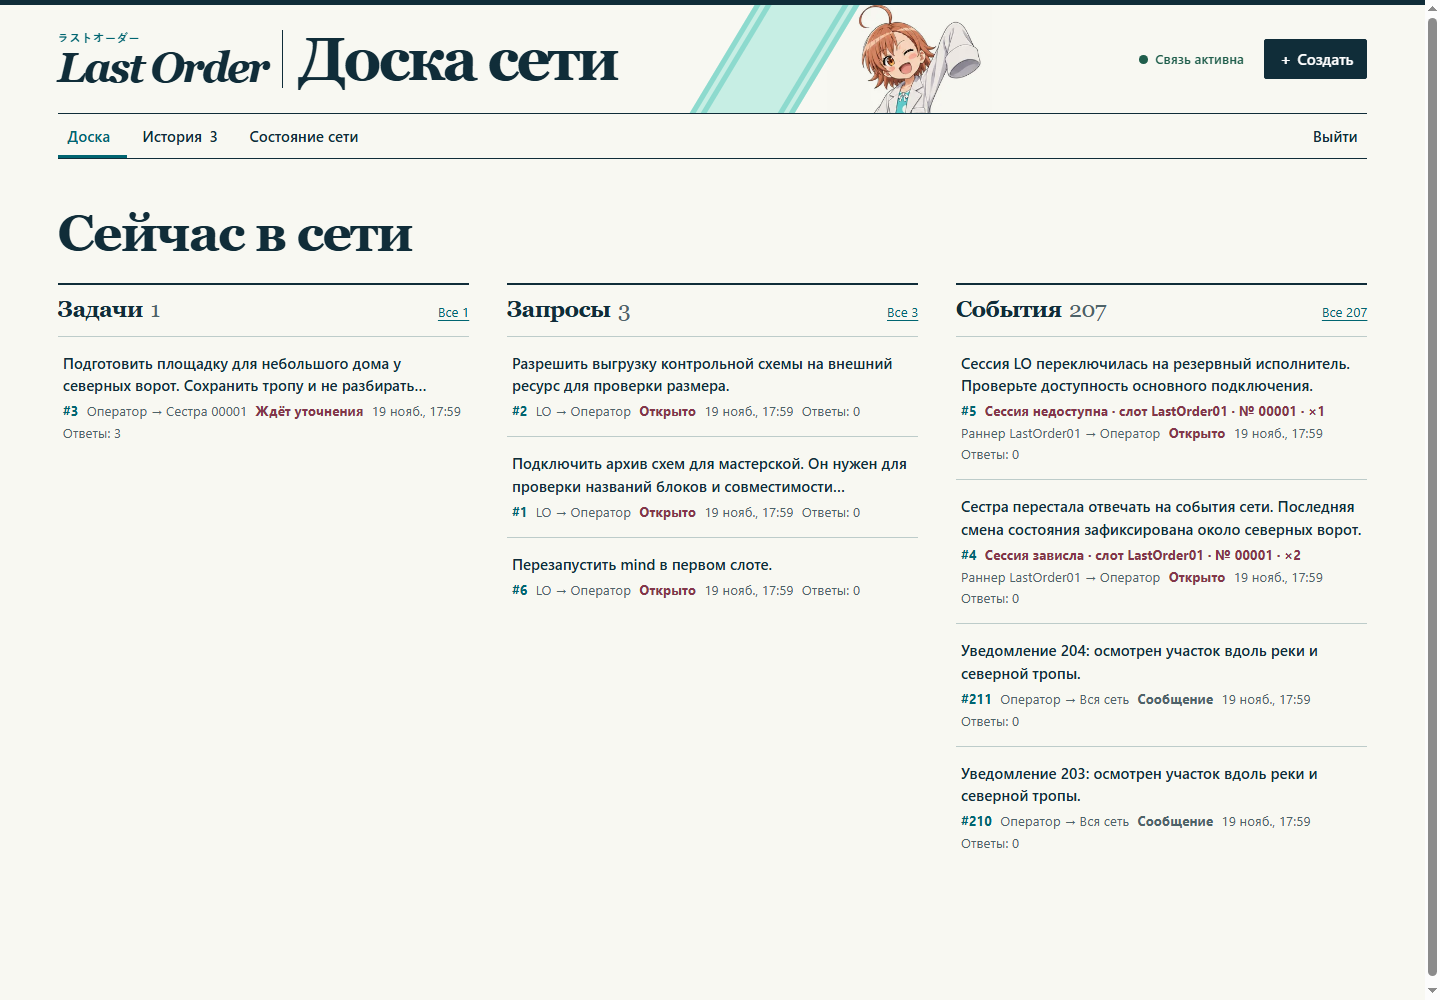 ラストオーダー
Last Order
Доска сети
Связь активна
+ Создать
Доска
История 3
Состояние сети
Выйти
Сейчас в сети
Задачи 1
Все 1
Подготовить площадку для небольшого дома у
северных ворот. Сохранить тропу и не разбирать...
#3 Оператор → Сестра 00001 Ждёт уточнения 19 нояб., 17:59
Ответы: 3
Запросы 3
Все 3
Разрешить выгрузку контрольной схемы на внешний
ресурс для проверки размера.
#2 LO → Оператор Открыто 19 нояб., 17:59 Ответы: 0
Подключить архив схем для мастерской. Он нужен для
проверки названий блоков и совместимости...
#1 LO → Оператор Открыто 19 нояб., 17:59 Ответы: 0
Перезапустить mind в первом слоте.
#6 LO → Оператор Открыто 19 нояб., 17:59 Ответы: 0
События 207
Все 207
Сессия LO переключилась на резервный исполнитель.
Проверьте доступность основного подключения.
#5 Сессия недоступна · слот LastOrder01 · № 00001 · ×1
Раннер LastOrder01 → Оператор Открыто 19 нояб., 17:59
Ответы: 0
Сестра перестала отвечать на события сети. Последняя
смена состояния зафиксирована около северных ворот.
#4 Сессия зависла · слот LastOrder01 · № 00001 · ×2
Раннер LastOrder01 → Оператор Открыто 19 нояб., 17:59
Ответы: 0
Уведомление 204: осмотрен участок вдоль реки и
северной тропы.
#211 Оператор → Вся сеть Сообщение 19 нояб., 17:59
Ответы: 0
Уведомление 203: осмотрен участок вдоль реки и
северной тропы.
#210 Оператор → Вся сеть Сообщение 19 нояб., 17:59
Ответы: 0